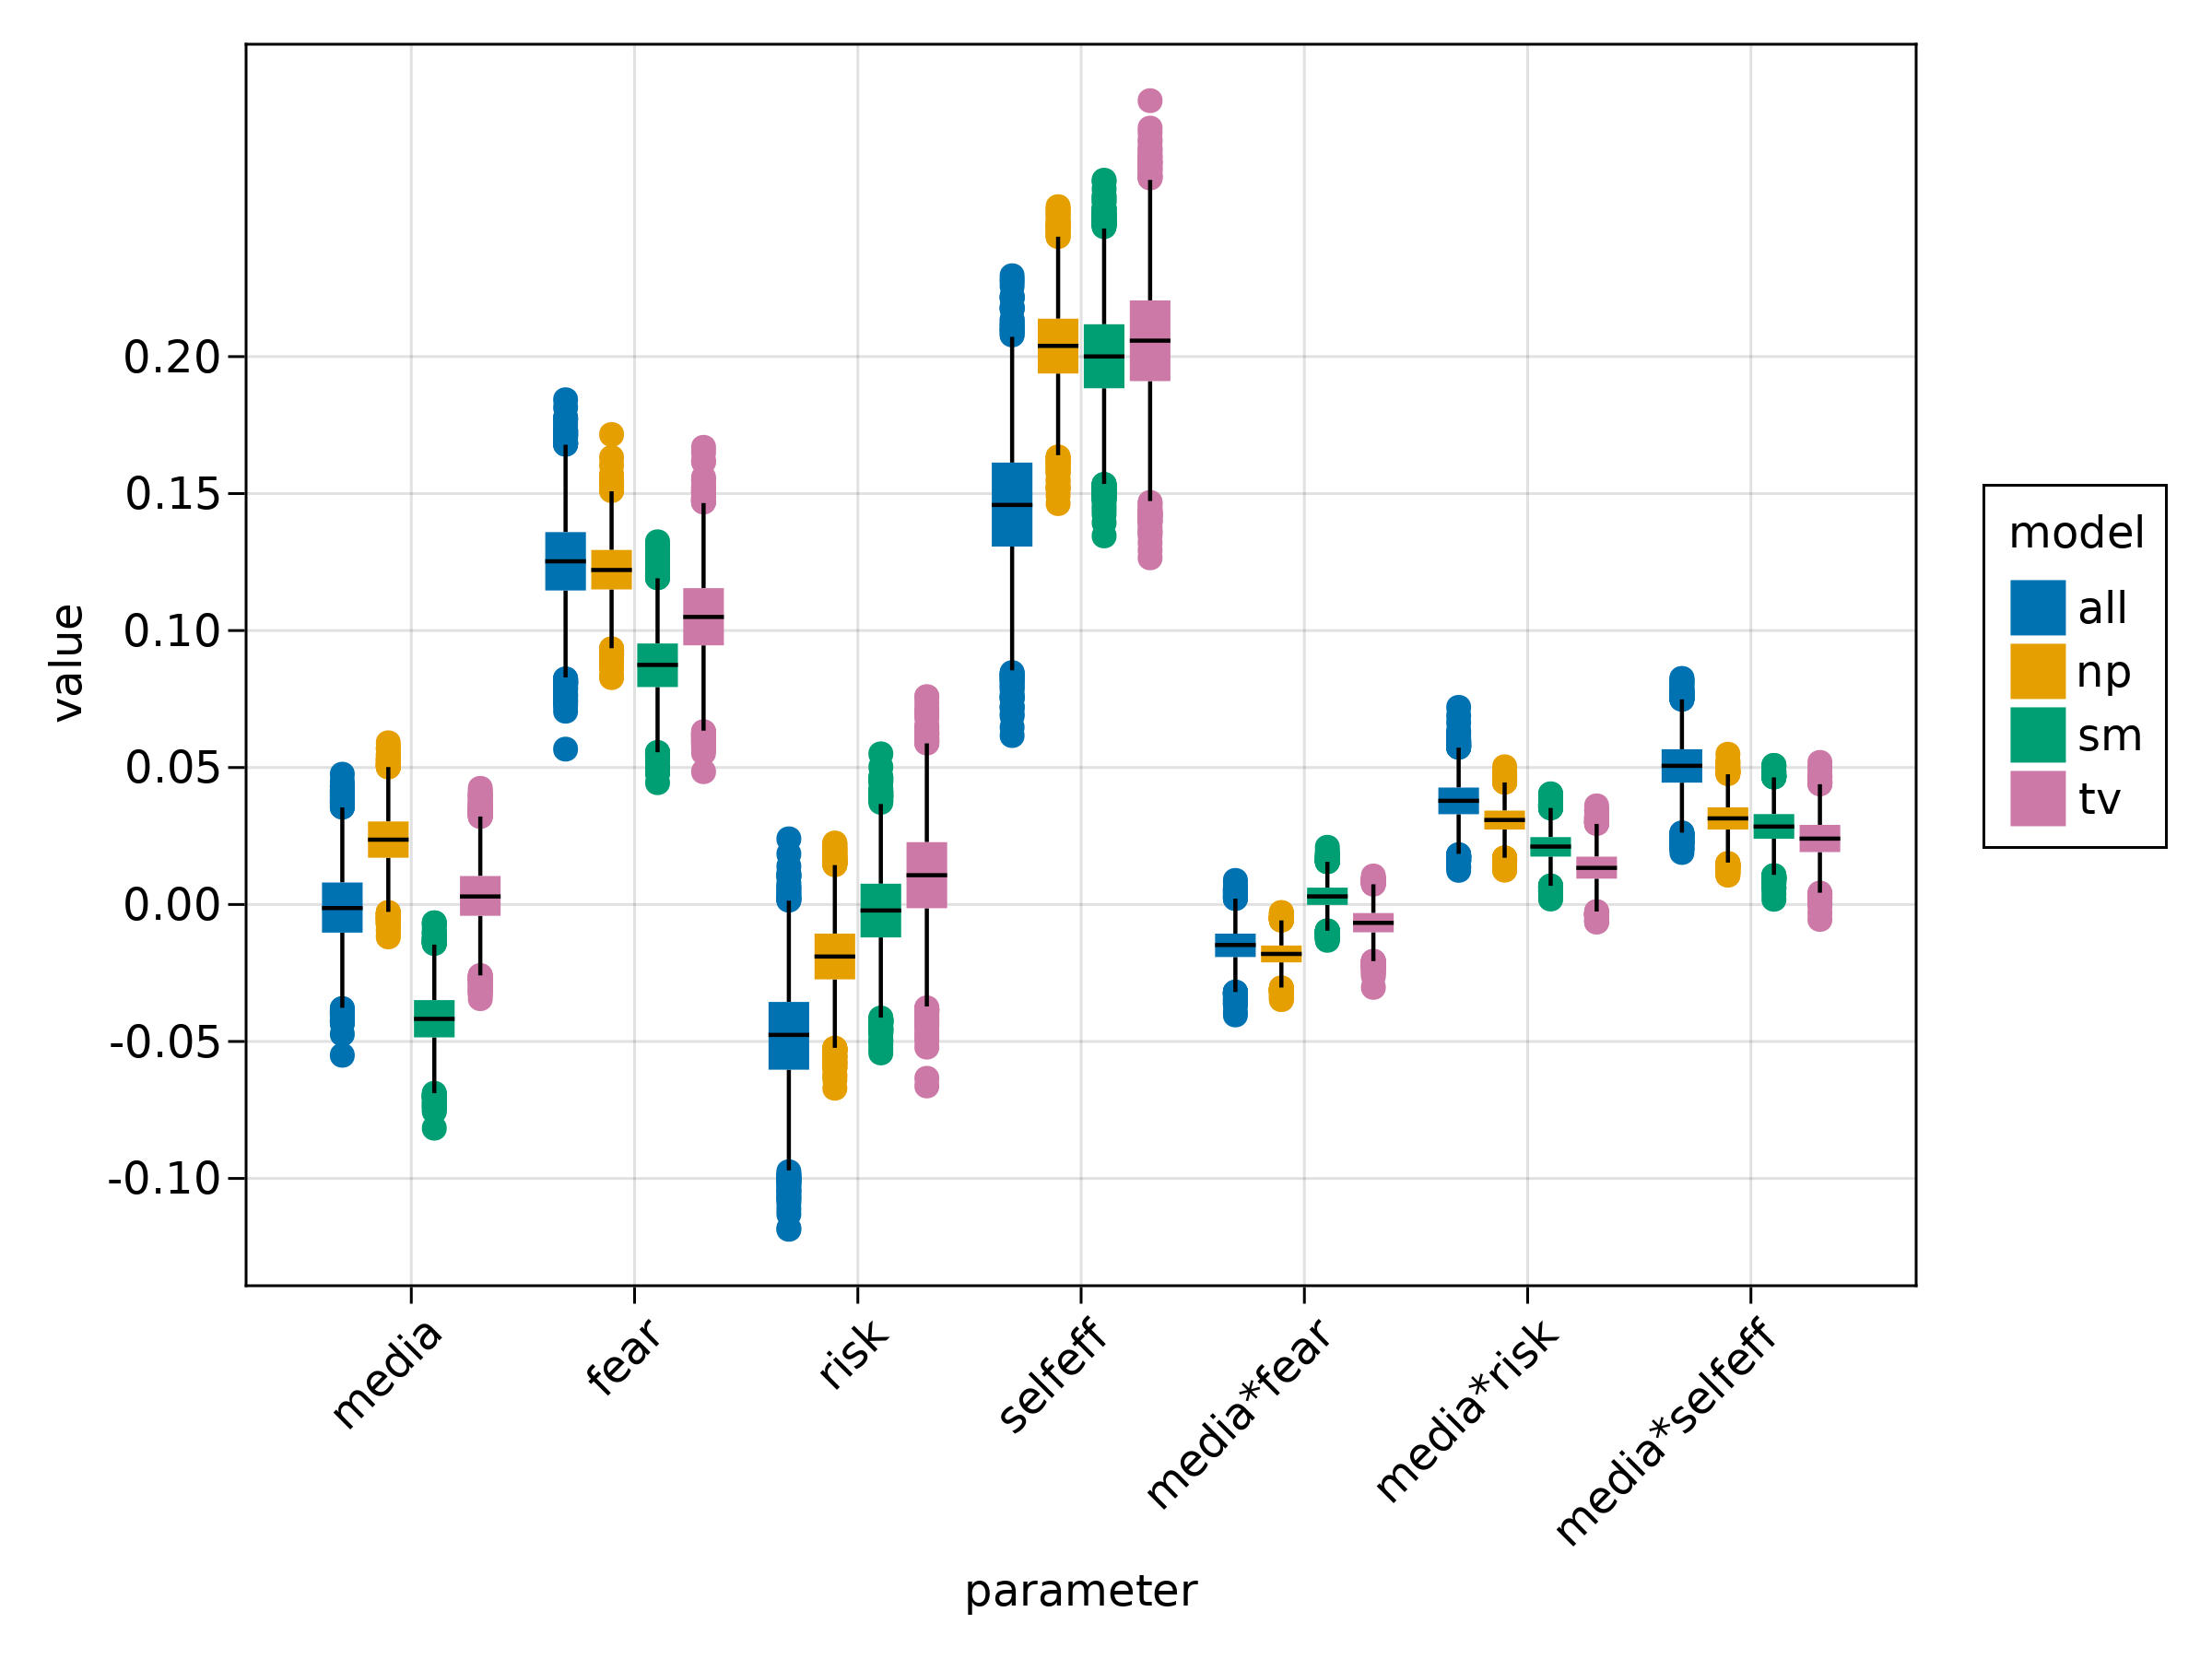 value
0.20
0.15
0.10
0.05
0.00
-0.05
-0.10
media
fear
risk
selfeff
media*fear
media*risk
media*selfeff
parameter
model
all
np
sm
tv